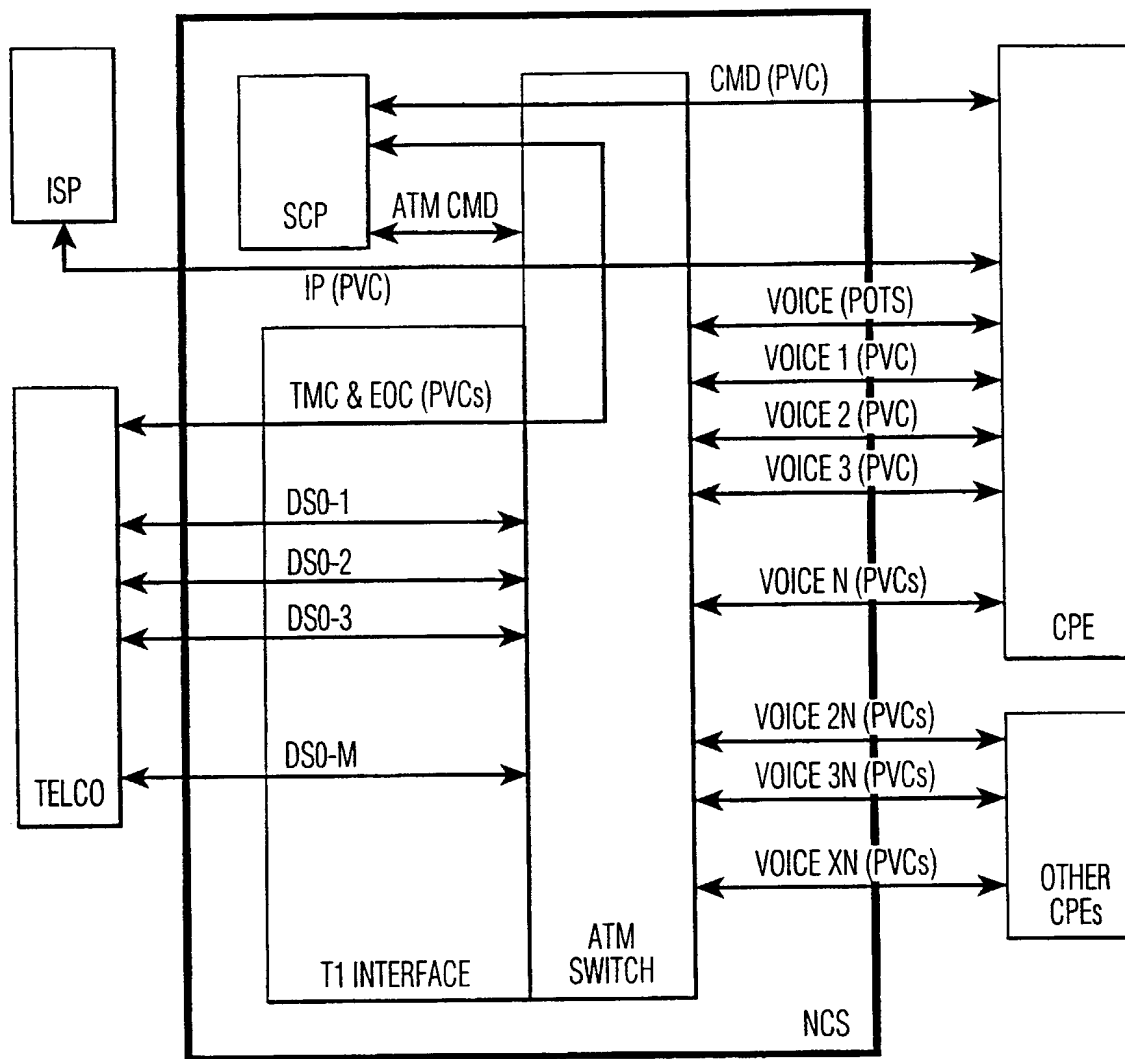 CMD (PVC)
ISP
SCP
ATM CMD
IP (PVC)
VOICE (POTS)
VOICE 1 (PVC)
TMC & EOC (PVCs)
VOICE 2 (PVC)
VOICE 3 (PVC)
DS0-1
DS0-2
VOICE N (PVCs)
DS0-3
CPE
VOICE 2N (PVCs)
DS0-M
VOICE 3N (PVCs)
TELCO
VOICE XN (PVCs)
OTHER
CPEs
ATM
SWITCH
T1 INTERFACE
NCS